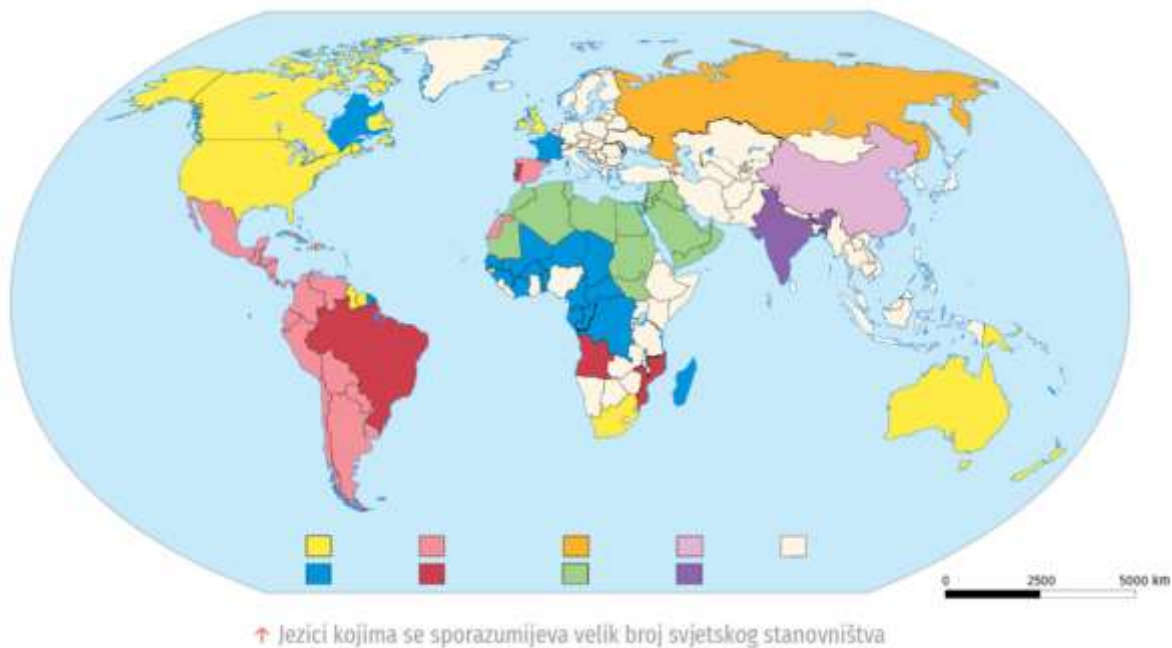 0 2500 5000 km
↑ Jezici kojima se sporazumijeva velik broj svjetskog stanovništva